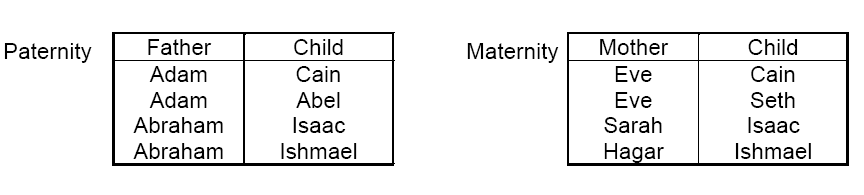 Paternity Father Child
Adam Cain
Adam Abel
Abraham Isaac
Abraham Ishmael
Maternity Mother Child
Eve Cain
Eve Seth
Sarah Isaac
Hagar Ishmael